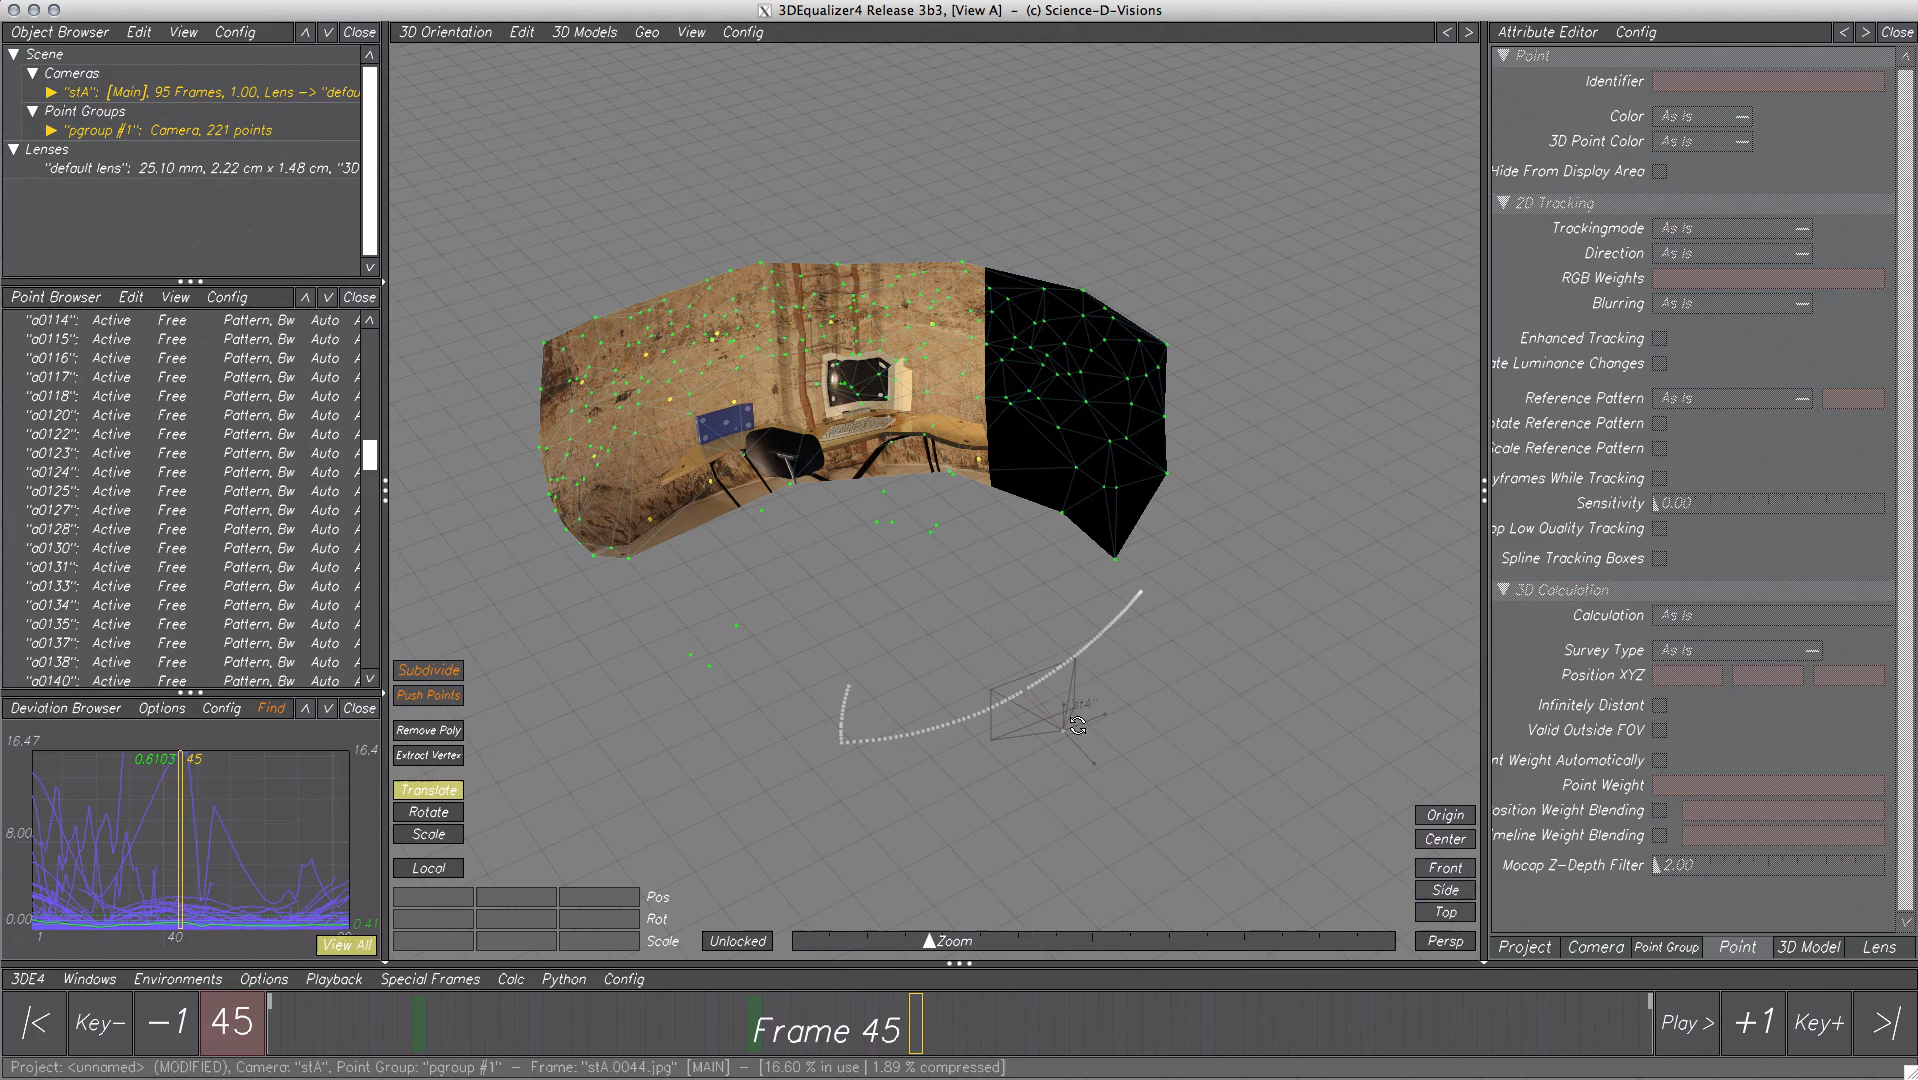 3DEqualizer4 Release 3b3, [View A] - (c) Science-D-Visions
Object Browser Edit View Config Close
Scene
Cameras
"stA": [Main], 95 Frames, 1.00, Lens -> "defau
Point Groups
"pgroup #1": Camera, 221 points
Lenses
"default lens": 25.10 mm, 2.22 cm x 1.48 cm, "3D
Point Browser Edit View Config Close
"a0114": Active Free Pattern, Bw Auto A
"a0115": Active Free Pattern, Bw Auto A
"a0116": Active Free Pattern, Bw Auto A
"a0117": Active Free Pattern, Bw Auto A
"a0118": Active Free Pattern, Bw Auto A
"a0120": Active Free Pattern, Bw Auto A
"a0122": Active Free Pattern, Bw Auto A
"a0123": Active Free Pattern, Bw Auto A
"a0124": Active Free Pattern, Bw Auto A
"a0125": Active Free Pattern, Bw Auto A
"a0127": Active Free Pattern, Bw Auto A
"a0128": Active Free Pattern, Bw Auto A
"a0130": Active Free Pattern, Bw Auto A
"a0131": Active Free Pattern, Bw Auto A
"a0133": Active Free Pattern, Bw Auto A
"a0134": Active Free Pattern, Bw Auto A
"a0135": Active Free Pattern, Bw Auto A
"a0137": Active Free Pattern, Bw Auto A
"a0138": Active Free Pattern, Bw Auto A
"a0140": Active Free Pattern, Bw Auto A
Deviation Browser Options Config Find Close
16.47 0.6103 45 16.4
8.00
0.00 0.41
1 40
View All
3D Orientation Edit 3D Models Geo View Config < >
"stA"
Subdivide
Push Points
Remove Poly
Extract Vertex
Translate
Rotate
Scale
Local
Pos
Rot
Scale Unlocked Zoom
Origin
Center
Front
Side
Top
Persp
Attribute Editor Config < > Close
Point
Identifier
Color As Is
3D Point Color As Is
Hide From Display Area
2D Tracking
Trackingmode As Is
Direction As Is
RGB Weights
Blurring As Is
Enhanced Tracking
ate Luminance Changes
Reference Pattern As Is
otate Reference Pattern
Scale Reference Pattern
eyframes While Tracking
Sensitivity 0.00
op Low Quality Tracking
Spline Tracking Boxes
3D Calculation
Calculation As Is
Survey Type As Is
Position XYZ
Infinitely Distant
Valid Outside FOV
nt Weight Automatically
Point Weight
osition Weight Blending
imeline Weight Blending
Mocap Z-Depth Filter 2.00
Project Camera Point Group Point 3D Model Lens
3DE4 Windows Environments Options Playback Special Frames Calc Python Config
|< Key- -1 45 Frame 45 Play > +1 Key+ >|
Project: <unnamed> (MODIFIED), Camera: "stA", Point Group: "pgroup #1" - Frame: "stA.0044.jpg" [MAIN] - [16.60 % in use | 1.89 % compressed]